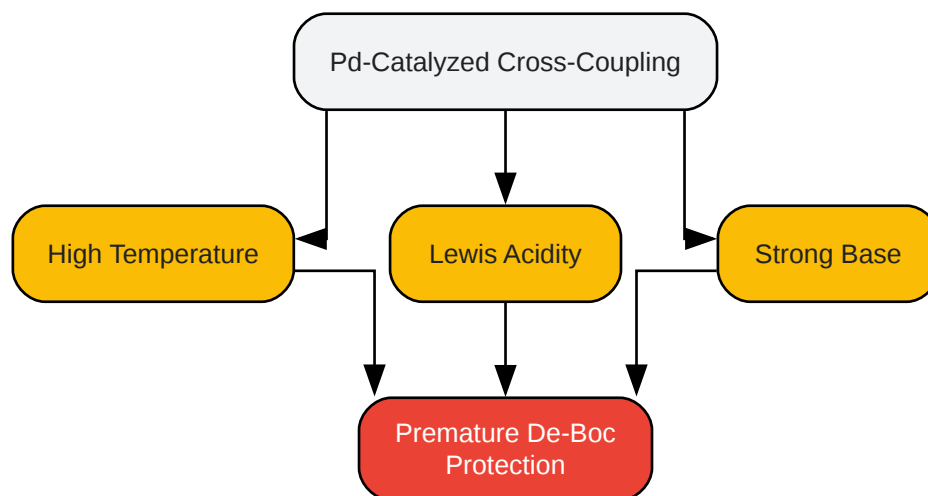 Pd-Catalyzed Cross-Coupling
High Temperature
Lewis Acidity
Strong Base
Premature De-Boc
Protection